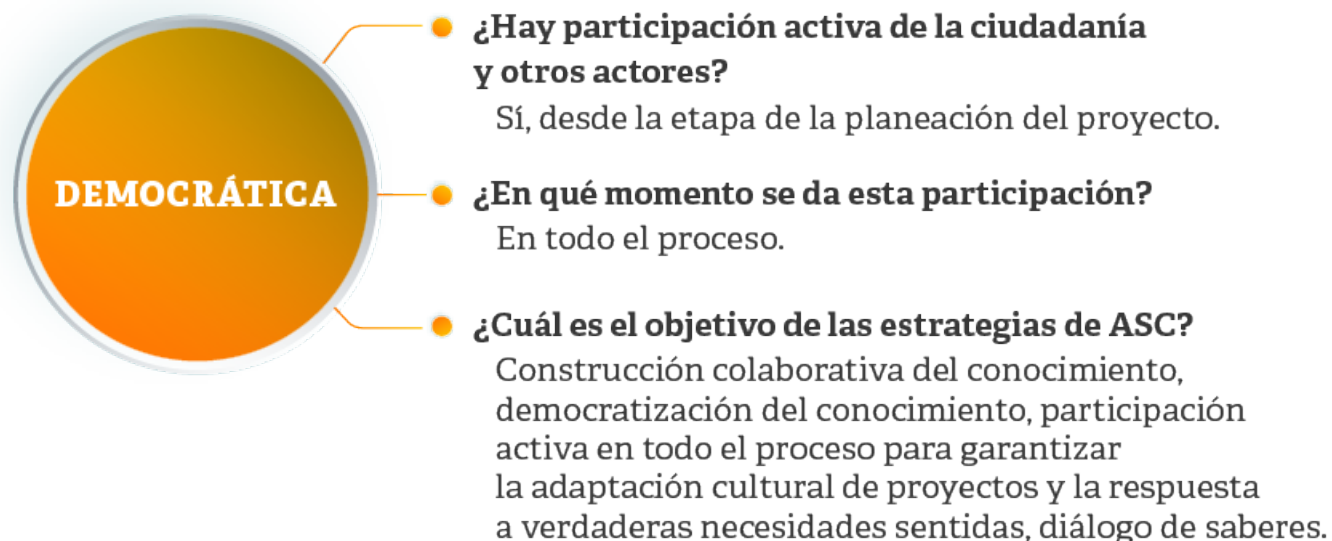 DEMOCRÁTICA
¿Hay participación activa de la ciudadanía
y otros actores?
Sí, desde la etapa de la planeación del proyecto.
¿En qué momento se da esta participación?
En todo el proceso.
¿Cuál es el objetivo de las estrategias de ASC?
Construcción colaborativa del conocimiento,
democratización del conocimiento, participación
activa en todo el proceso para garantizar
la adaptación cultural de proyectos y la respuesta
a verdaderas necesidades sentidas, diálogo de saberes.